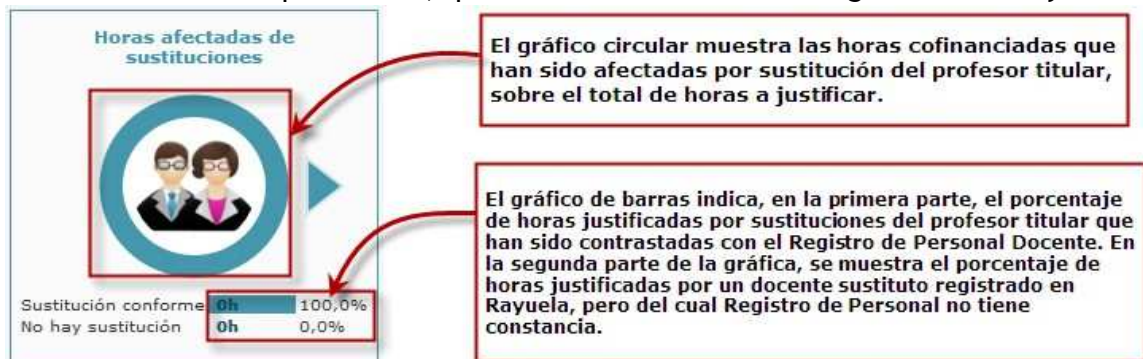 Horas afectadas de
sustituciones
El gráfico circular muestra las horas cofinanciadas que
han sido afectadas por sustitución del profesor titular,
sobre el total de horas a justificar.
El gráfico de barras indica, en la primera parte, el porcentaje
de horas justificadas por sustituciones del profesor titular que
han sido contrastadas con el Registro de Personal Docente. En
la segunda parte de la gráfica, se muestra el porcentaje de
horas justificadas por un docente sustituto registrado en
Rayuela, pero del cual Registro de Personal no tiene
constancia.
Sustitución conforme 0h 100,0%
No hay sustitución 0h 0,0%